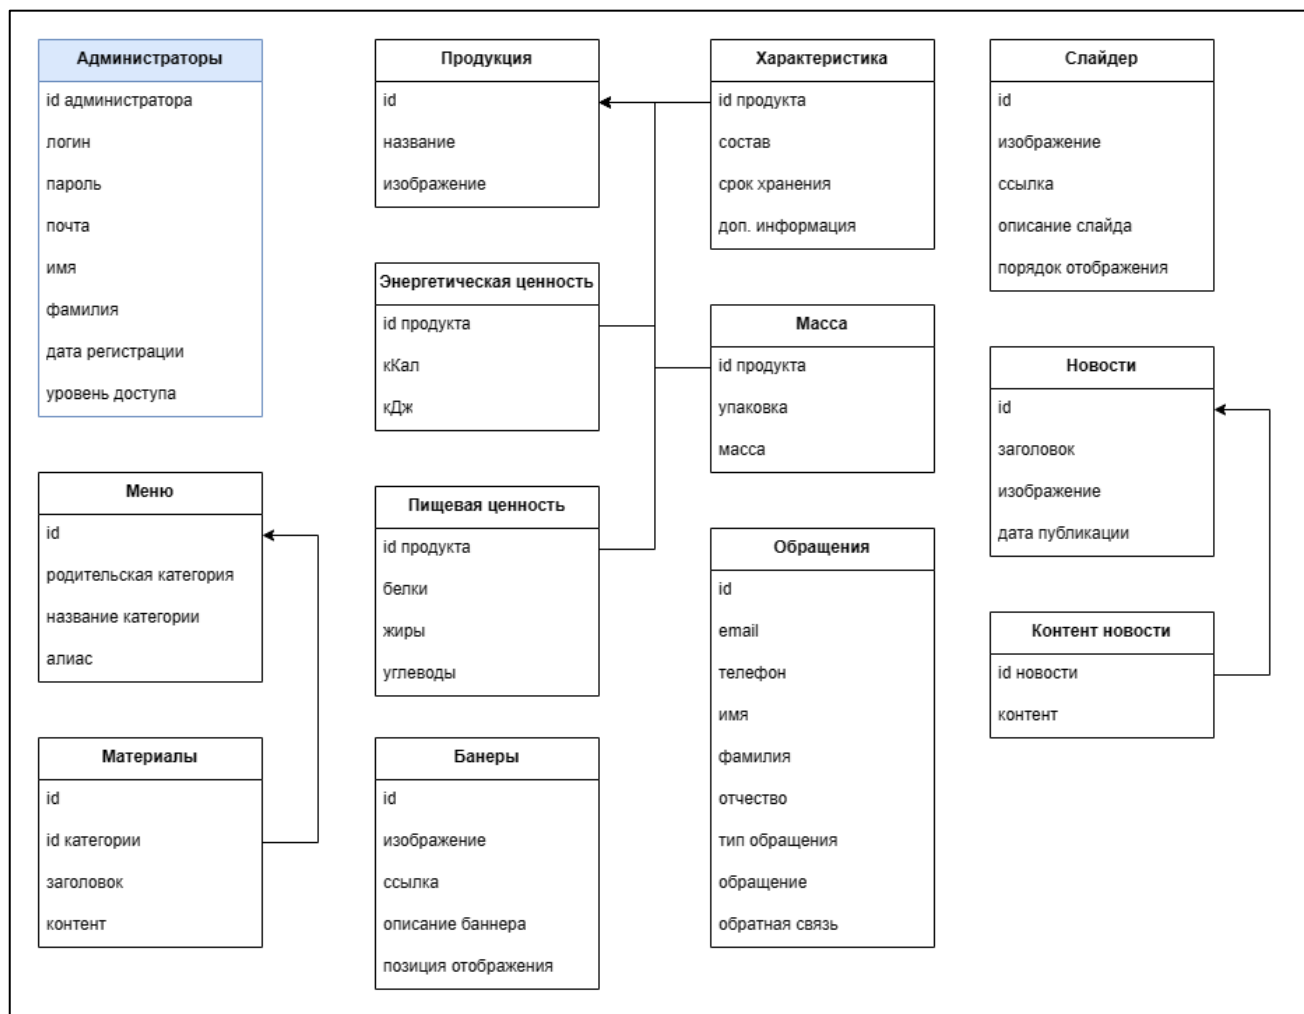 Администраторы
id администратора
логин
пароль
почта
имя
фамилия
дата регистрации
уровень доступа
Меню
id
родительская категория
название категории
алиас
Материалы
id
id категории
заголовок
контент
Продукция
id
название
изображение
Энергетическая ценность
id продукта
кКал
кДж
Пищевая ценность
id продукта
белки
жиры
углеводы
Банеры
id
изображение
ссылка
описание баннера
позиция отображения
Характеристика
id продукта
состав
срок хранения
доп. информация
Масса
id продукта
упаковка
масса
Обращения
id
email
телефон
имя
фамилия
отчество
тип обращения
обращение
обратная связь
Слайдер
id
изображение
ссылка
описание слайда
порядок отображения
Новости
id
заголовок
изображение
дата публикации
Контент новости
id новости
контент